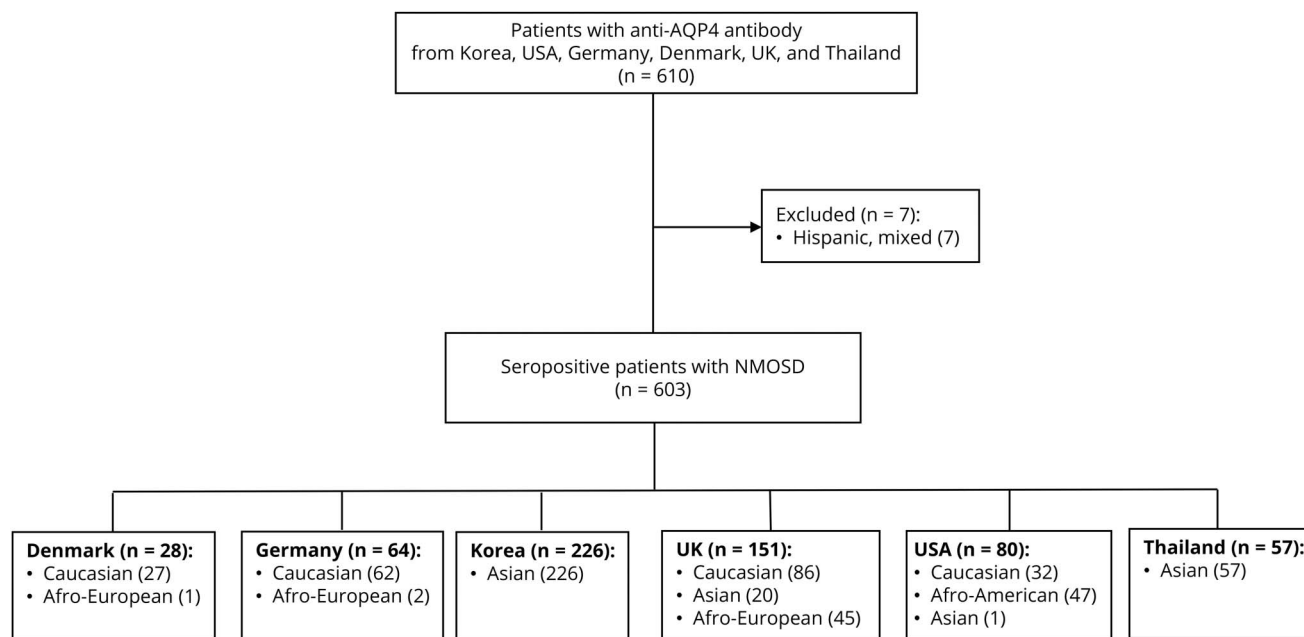 Patients with anti-AQP4 antibody
from Korea, USA, Germany, Denmark, UK, and Thailand
(n = 610)
Excluded (n = 7):
• Hispanic, mixed (7)
Seropositive patients with NMOSD
(n = 603)
Denmark (n = 28):
• Caucasian (27)
• Afro-European (1)
Germany (n = 64):
• Caucasian (62)
• Afro-European (2)
Korea (n = 226):
• Asian (226)
UK (n = 151):
• Caucasian (86)
• Asian (20)
• Afro-European (45)
USA (n = 80):
• Caucasian (32)
• Afro-American (47)
• Asian (1)
Thailand (n = 57):
• Asian (57)